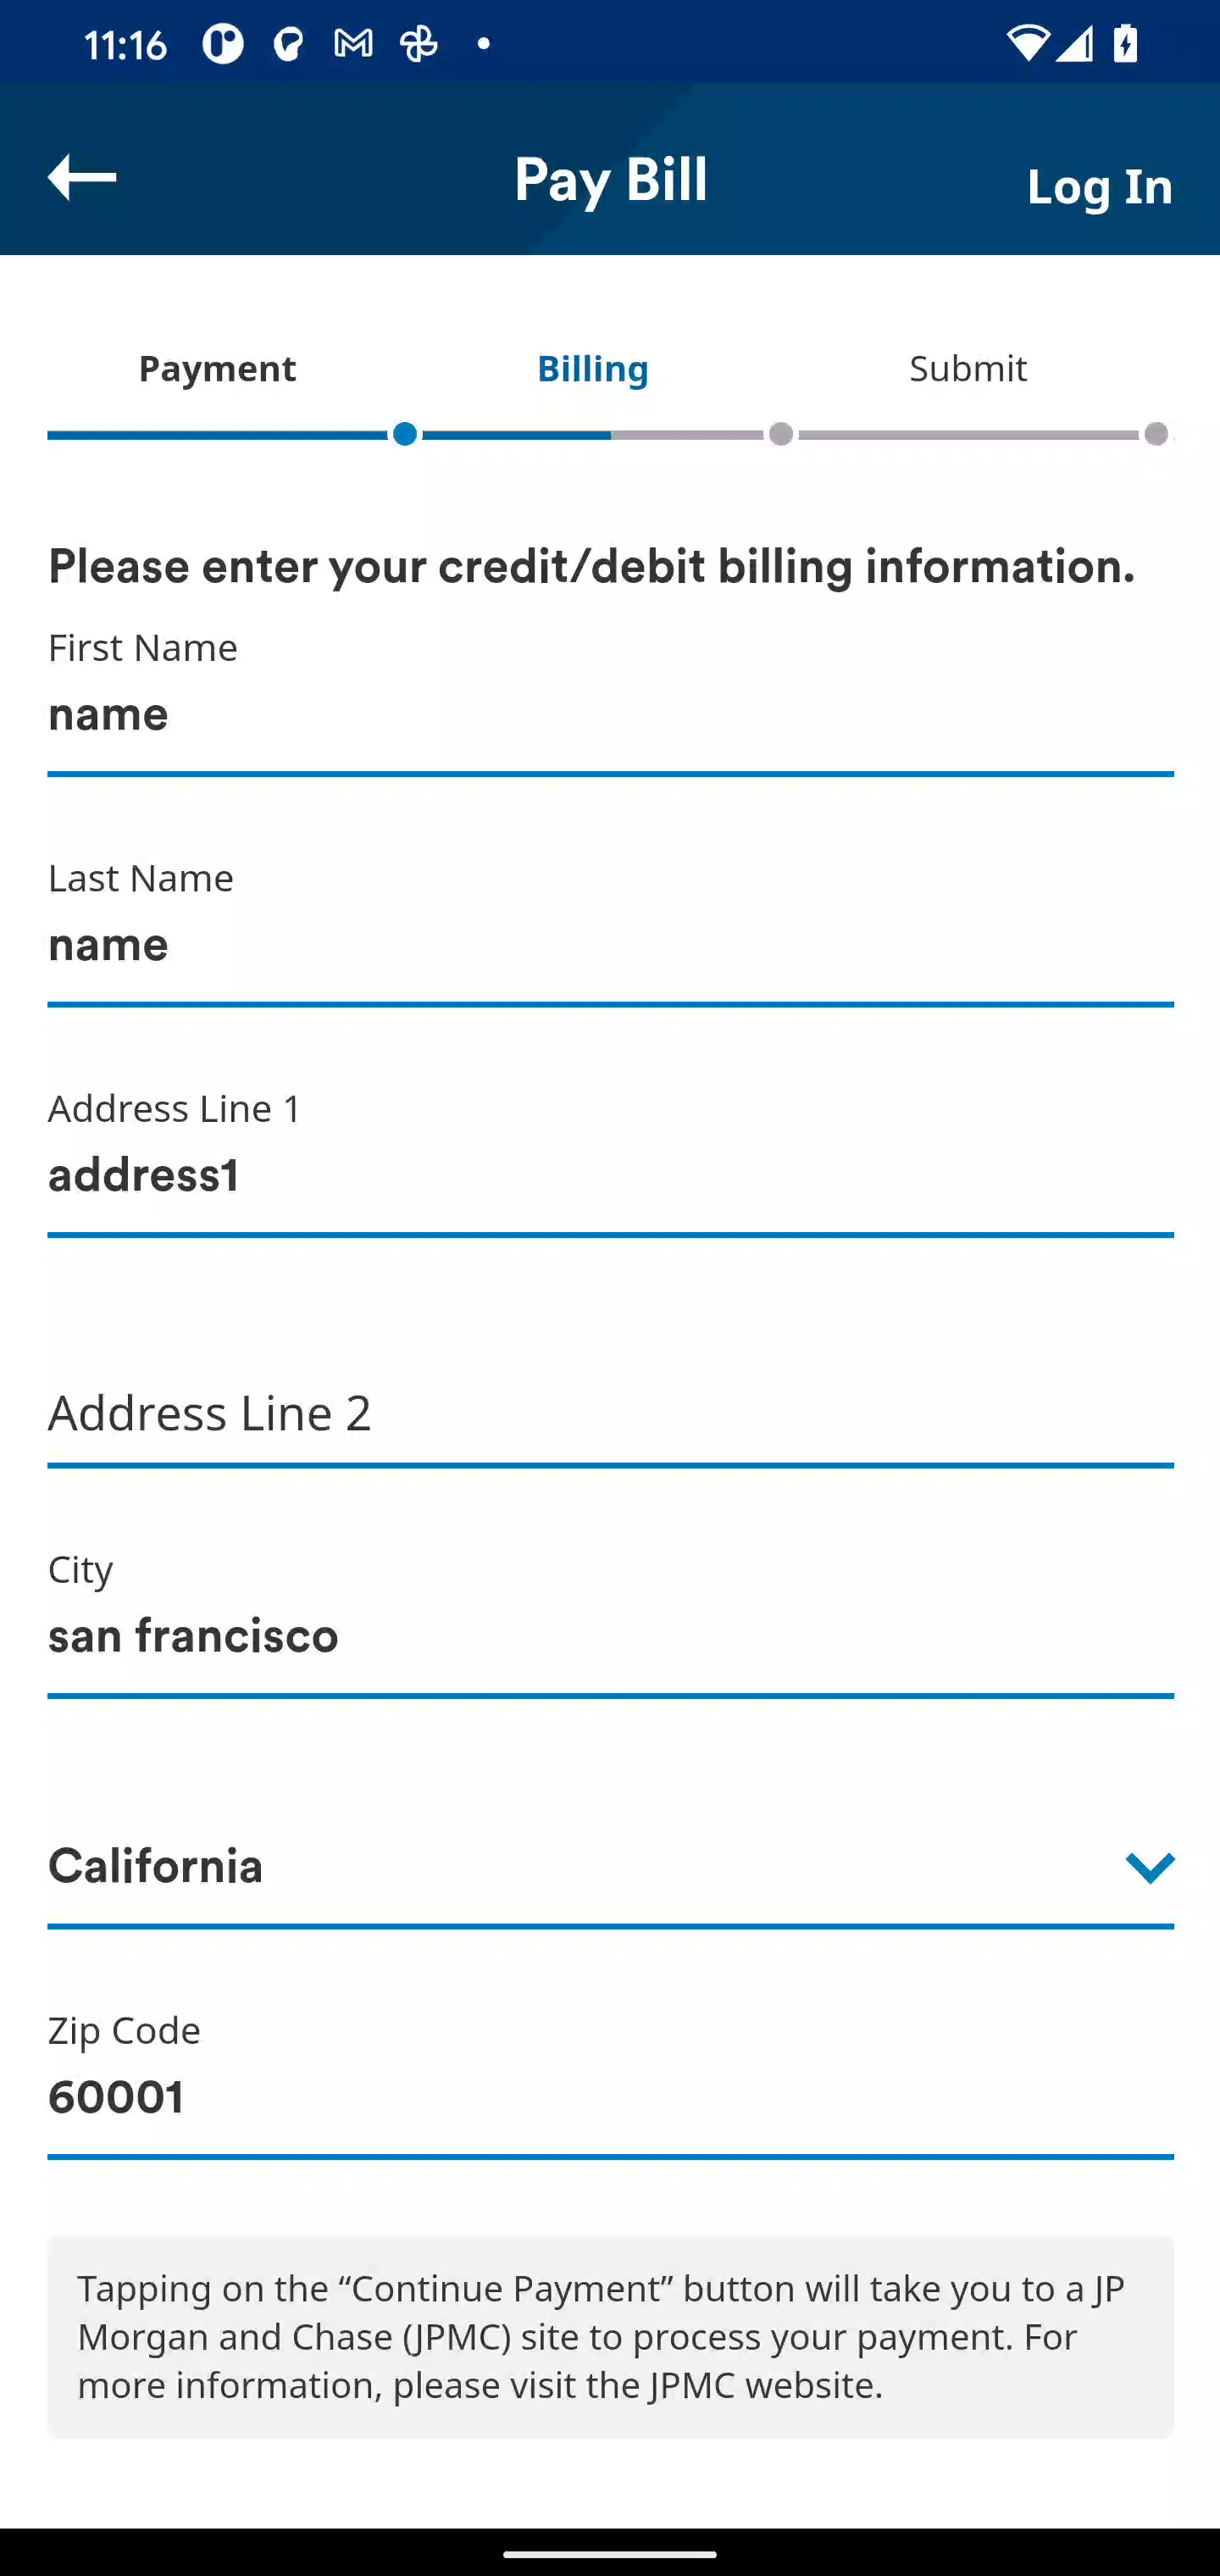 11:16
Pay Bill
Log In
Payment
Billing
Submit
Please enter your credit/debit billing information.
First Name
name
Last Name
name
Address Line 1
address1
Address Line 2
City
san francisco
California
Zip Code
60001
Tapping on the “Continue Payment” button will take you to a JP
Morgan and Chase (JPMC) site to process your payment. For
more information, please visit the JPMC website.